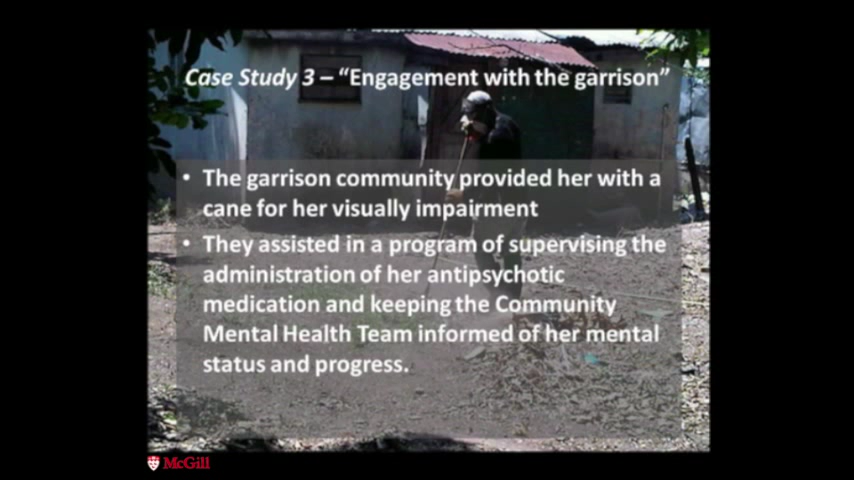 Case Study 3 – “Engagement with the garrison”
• The garrison community provided her with a
cane for her visually impairment
• They assisted in a program of supervising the
administration of her antipsychotic
medication and keeping the Community
Mental Health Team informed of her mental
status and progress.
McGill